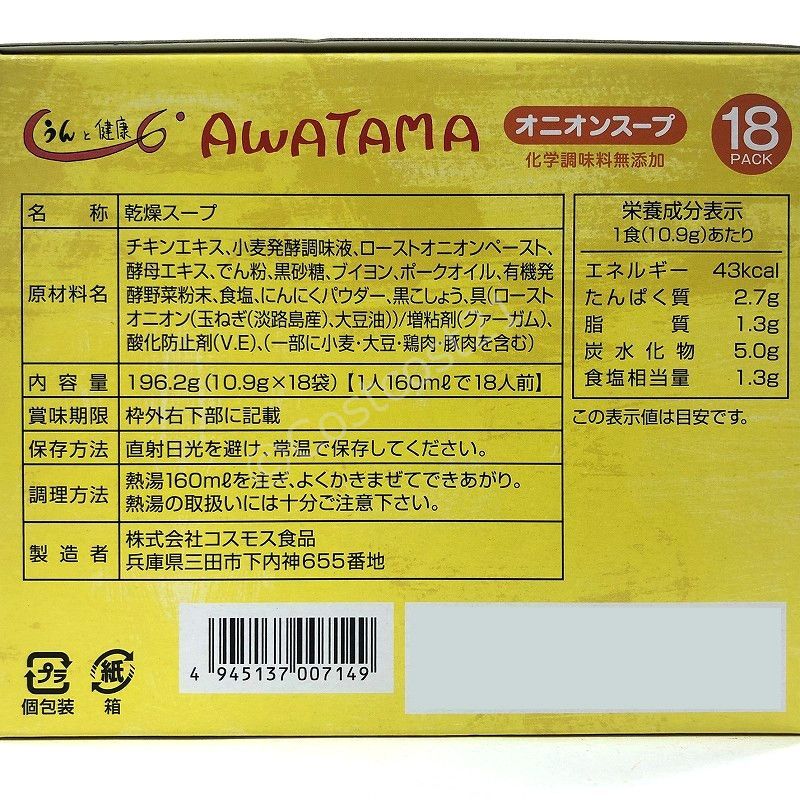 うんと健康
AWATAMA
オニオンスープ
化学調味料無添加
18
PACK
名称 乾燥スープ
原材料名 チキンエキス、小麦発酵調味液、ローストオニオンペースト、
酵母エキス、でん粉、黒砂糖、ブイヨン、ポークオイル、有機発
酵野菜粉末、食塩、にんにくパウダー、黒こしょう、具(ロースト
オニオン(玉ねぎ(淡路島産)、大豆油))/増粘剤(グァーガム)、
酸化防止剤(V.E)、(一部に小麦・大豆・鶏肉・豚肉を含む)
内容量 196.2g(10.9g×18袋)【1人160mℓで18人前】
賞味期限 枠外右下部に記載
保存方法 直射日光を避け、常温で保存してください。
調理方法 熱湯160mℓを注ぎ、よくかきまぜてできあがり。
熱湯の取扱いには十分ご注意下さい。
製造者 株式会社コスモス食品
兵庫県三田市下内神655番地
栄養成分表示
1食(10.9g)あたり
エネルギー 43kcal
たんぱく質 2.7g
脂質 1.3g
炭水化物 5.0g
食塩相当量 1.3g
この表示値は目安です。
プラ
個包装
紙
箱
4 945137 007149